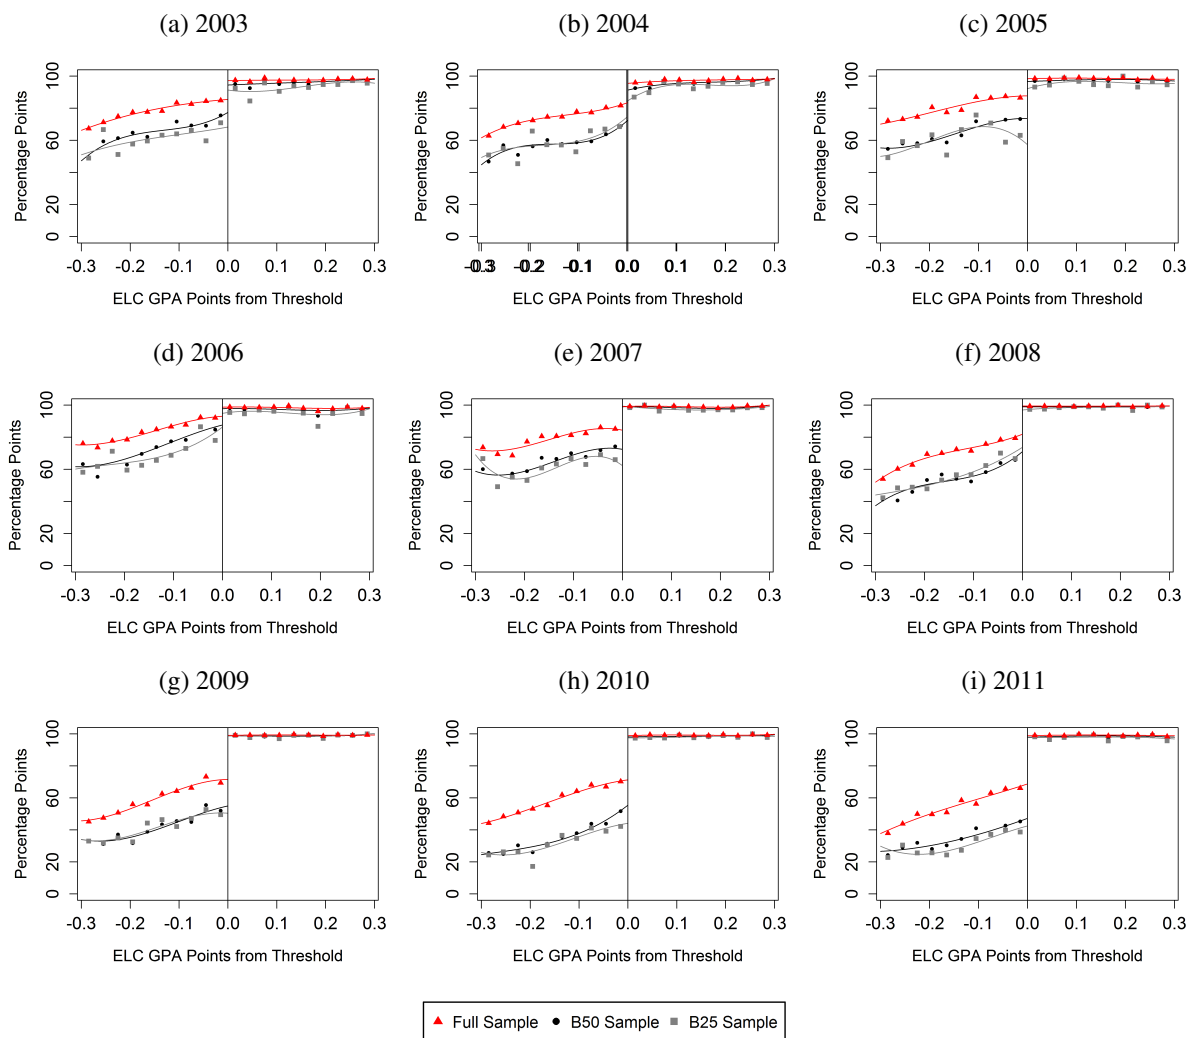 (a) 2003
(b) 2004
(c) 2005
Percentage Points
0 20 60 100
-0.3 -0.2 -0.1 0.0 0.1 0.2 0.3
ELC GPA Points from Threshold
Percentage Points
0 20 60 100
-0.3 -0.2 -0.1 0.0 0.1 0.2 0.3
ELC GPA Points from Threshold
Percentage Points
0 20 60 100
-0.3 -0.2 -0.1 0.0 0.1 0.2 0.3
ELC GPA Points from Threshold
(d) 2006
(e) 2007
(f) 2008
Percentage Points
0 20 60 100
-0.3 -0.2 -0.1 0.0 0.1 0.2 0.3
ELC GPA Points from Threshold
Percentage Points
0 20 60 100
-0.3 -0.2 -0.1 0.0 0.1 0.2 0.3
ELC GPA Points from Threshold
Percentage Points
0 20 60 100
-0.3 -0.2 -0.1 0.0 0.1 0.2 0.3
ELC GPA Points from Threshold
(g) 2009
(h) 2010
(i) 2011
Percentage Points
0 20 60 100
-0.3 -0.2 -0.1 0.0 0.1 0.2 0.3
ELC GPA Points from Threshold
Percentage Points
0 20 60 100
-0.3 -0.2 -0.1 0.0 0.1 0.2 0.3
ELC GPA Points from Threshold
Percentage Points
0 20 60 100
-0.3 -0.2 -0.1 0.0 0.1 0.2 0.3
ELC GPA Points from Threshold
Full Sample B50 Sample B25 Sample